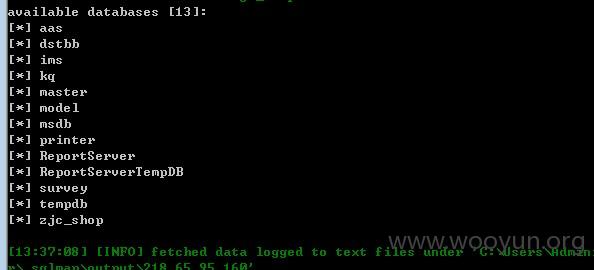 available databases [13]:
[*] aas
[*] dstbb
[*] ims
[*] kq
[*] master
[*] model
[*] msdb
[*] printer
[*] ReportServer
[*] ReportServerTempDB
[*] survey
[*] tempdb
[*] zjc_shop
www.wooyun.org
[13:37:08] [INFO] fetched data logged to text files under 'C:\Users\Admin
sqlmap\output\218.65.95.160'